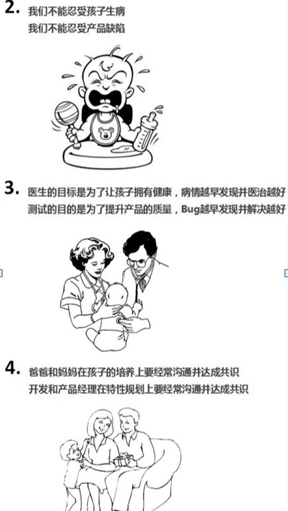 2. 我们不能忍受孩子生病
我们不能忍受产品缺陷
3. 医生的目标是为了让孩子拥有健康，病情越早发现并医治越好
测试的目的是为了提升产品的质量，Bug越早发现并解决越好
4. 爸爸和妈妈在孩子的培养上要经常沟通并达成共识
开发和产品经理在特性规划上要经常沟通并达成共识